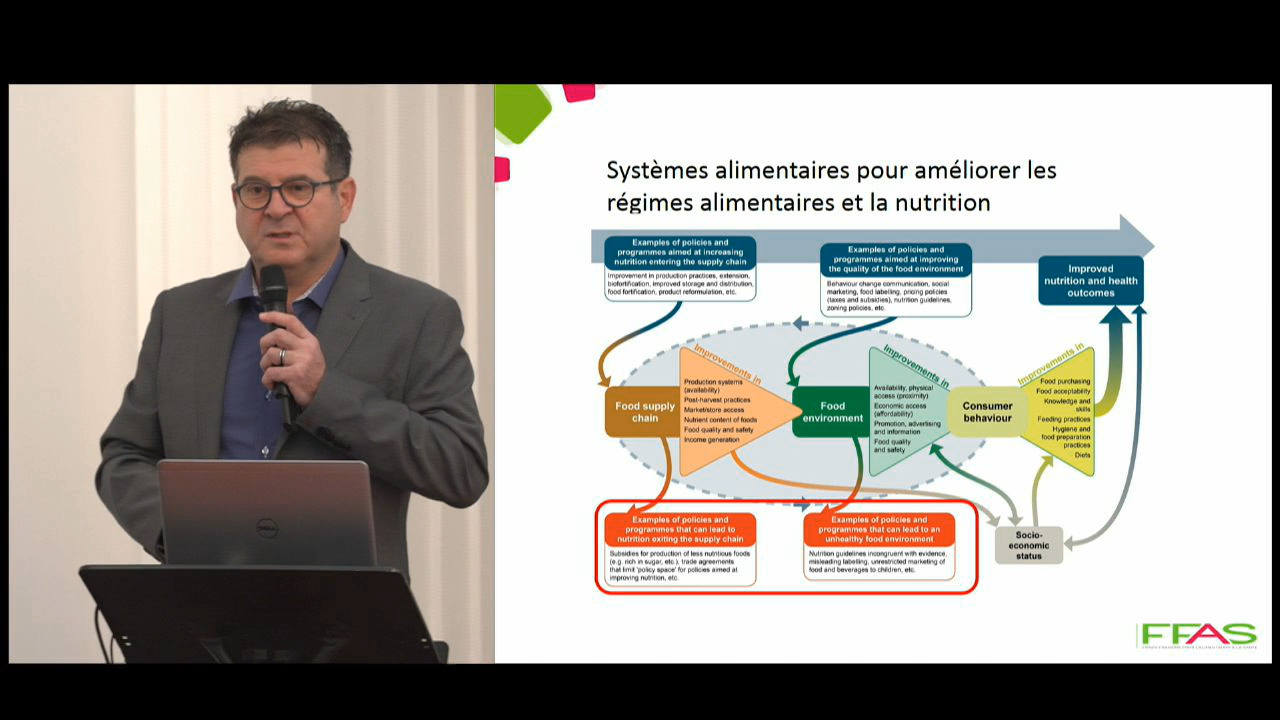 Systèmes alimentaires pour améliorer les
régimes alimentaires et la nutrition
Examples of policies and
programmes aimed at increasing
nutrition entering the supply chain
Improvement in production practices, extension,
biofortification, improved storage and distribution,
food fortification, product reformulation, etc.
Examples of policies and
programmes aimed at improving
the quality of the food environment
Behaviour change communication, social
marketing, food labelling, pricing policies
(taxes and subsidies), nutrition guidelines,
zoning policies, etc.
Improved
nutrition and health
outcomes
Food supply
chain
Improvements in
Production systems
(availability)
Post-harvest practices
Market/store access
Nutrient content of foods
Food quality and safety
Income generation
Food
environment
Improvements in
Availability, physical
access (proximity)
Economic access
(affordability)
Promotion, advertising
and information
Food quality
and safety
Consumer
behaviour
Improvements in
Food purchasing
Food acceptability
Knowledge and
skills
Feeding practices
Hygiene and
food preparation
practices
Diets
Examples of policies and
programmes that can lead to
nutrition exiting the supply chain
Subsidies for production of less nutritious foods
(e.g. rich in sugar, etc.), trade agreements
that limit 'policy space' for policies aimed at
improving nutrition, etc.
Examples of policies and
programmes that can lead to an
unhealthy food environment
Nutrition guidelines incongruent with evidence,
misleading labelling, unrestricted marketing of
food and beverages to children, etc.
Socio-
economic
status
FFAS
DELL